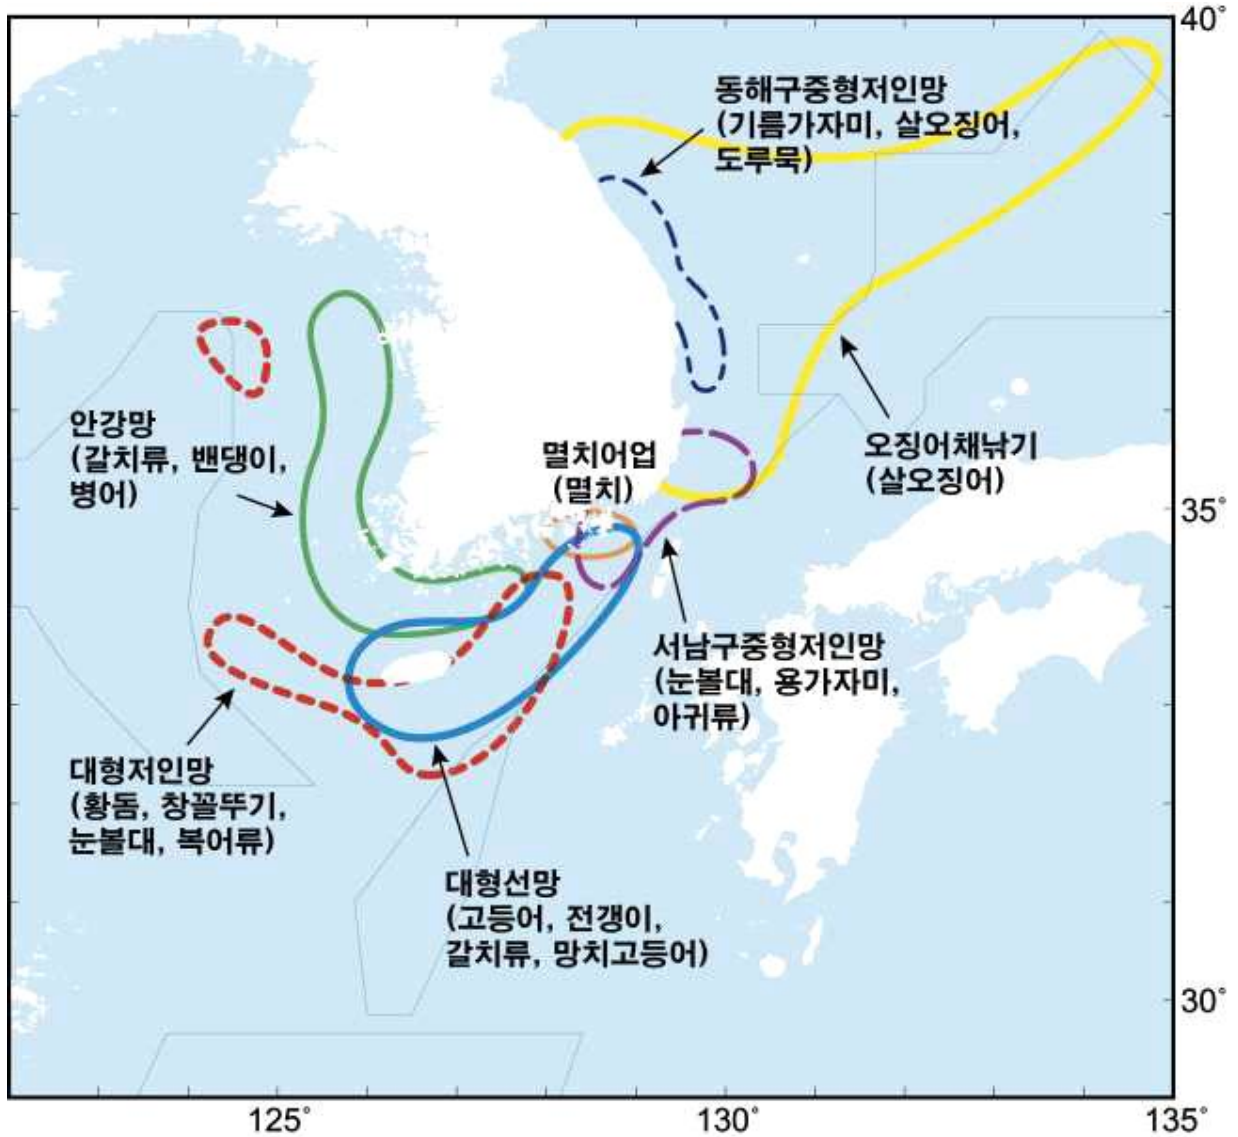 40°
동해구중형저인망
(기름가자미, 살오징어,
도루묵)
안강망
(갈치류, 밴댕이,
병어)
멸치어업
(멸치)
오징어채낚기
(살오징어)
35°
서남구중형저인망
(눈볼대, 용가자미,
아귀류)
대형저인망
(황돔, 창꼴뚜기,
눈볼대, 복어류)
대형선망
(고등어, 전갱이,
갈치류, 망치고등어)
30°
125°
130°
135°